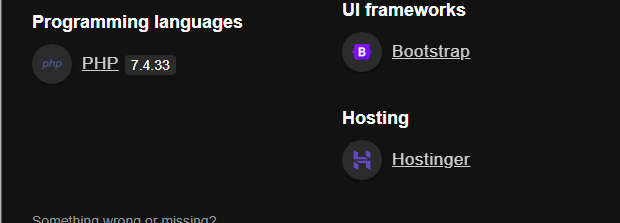 Programming languages
php
PHP 7.4.33
UI frameworks
B
Bootstrap
Hosting
Hostinger
Something wrong or missing?